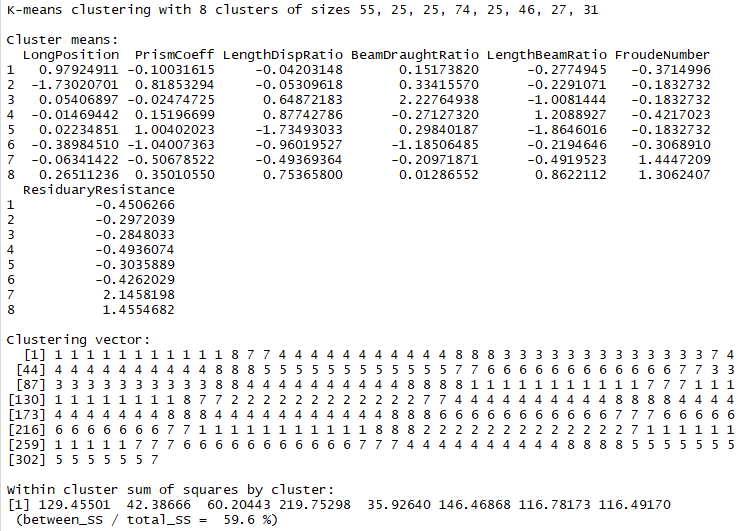 K-means clustering with 8 clusters of sizes 55, 25, 25, 74, 25, 46, 27, 31
Cluster means:
LongPosition PrismCoeff LengthDispRatio BeamDraughtRatio LengthBeamRatio FroudeNumber
1 0.97924911 -0.10031615 -0.04203148 0.15173820 -0.2774945 -0.3714996
2 -1.73020701 0.81853294 -0.05309618 0.33415570 -0.2291071 -0.1832732
3 0.05406897 -0.02474725 0.64872183 2.22764938 -1.0081444 -0.1832732
4 -0.01469442 0.15196699 0.87742786 -0.27127320 1.2088927 -0.4217023
5 0.02234851 1.00402023 -1.73493033 0.29840187 -1.8646016 -0.1832732
6 -0.38984510 -1.04007363 -0.96019527 -1.18506485 -0.2194646 -0.3068910
7 -0.06341422 -0.50678522 -0.49369364 -0.20971871 -0.4919523 1.4447209
8 0.26511236 0.35010550 0.75365800 0.01286552 0.8622112 1.3062407
ResiduaryResistance
1 -0.4506266
2 -0.2972039
3 -0.2848033
4 -0.4936074
5 -0.3035889
6 -0.4262029
7 2.1458198
8 1.4554682
Clustering vector:
[1] 1 1 1 1 1 1 1 1 1 1 1 8 7 7 4 4 4 4 4 4 4 4 4 4 4 8 8 8 3 3 3 3 3 3 3 3 3 3 3 3 3 7 4
[44] 4 4 4 4 4 4 4 4 4 4 8 8 8 5 5 5 5 5 5 5 5 5 5 5 5 7 7 6 6 6 6 6 6 6 6 6 6 6 6 7 7 3 3
[87] 3 3 3 3 3 3 3 3 3 3 8 8 4 4 4 4 4 4 4 4 4 4 8 8 8 8 1 1 1 1 1 1 1 1 1 1 1 7 7 7 1 1 1
[130] 1 1 1 1 1 1 1 1 8 7 7 2 2 2 2 2 2 2 2 2 2 2 2 7 7 4 4 4 4 4 4 4 4 4 4 8 8 8 8 4 4 4 4
[173] 4 4 4 4 4 4 4 8 8 8 4 4 4 4 4 4 4 4 4 4 4 8 8 8 6 6 6 6 6 6 6 6 6 6 6 7 7 7 6 6 6 6 6
[216] 6 6 6 6 6 6 6 7 7 1 1 1 1 1 1 1 1 1 1 1 8 8 8 2 2 2 2 2 2 2 2 2 2 2 2 2 7 1 1 1 1 1 1
[259] 1 1 1 1 1 7 7 7 6 6 6 6 6 6 6 6 6 6 6 7 7 7 4 4 4 4 4 4 4 4 4 4 8 8 8 8 5 5 5 5 5 5 5
[302] 5 5 5 5 5 5 7
Within cluster sum of squares by cluster:
[1] 129.45501 42.38666 60.20443 219.75298 35.92640 146.46868 116.78173 116.49170
(between_SS / total_SS = 59.6 %)